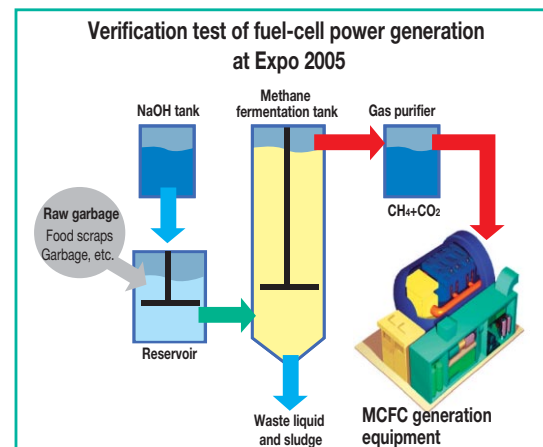 Verification test of fuel-cell power generation
at Expo 2005
NaOH tank
Methane
fermentation tank
Gas purifier
Raw garbage
Food scraps
Garbage, etc.
CH₄+CO₂
Reservoir
Waste liquid
and sludge
MCFC generation
equipment